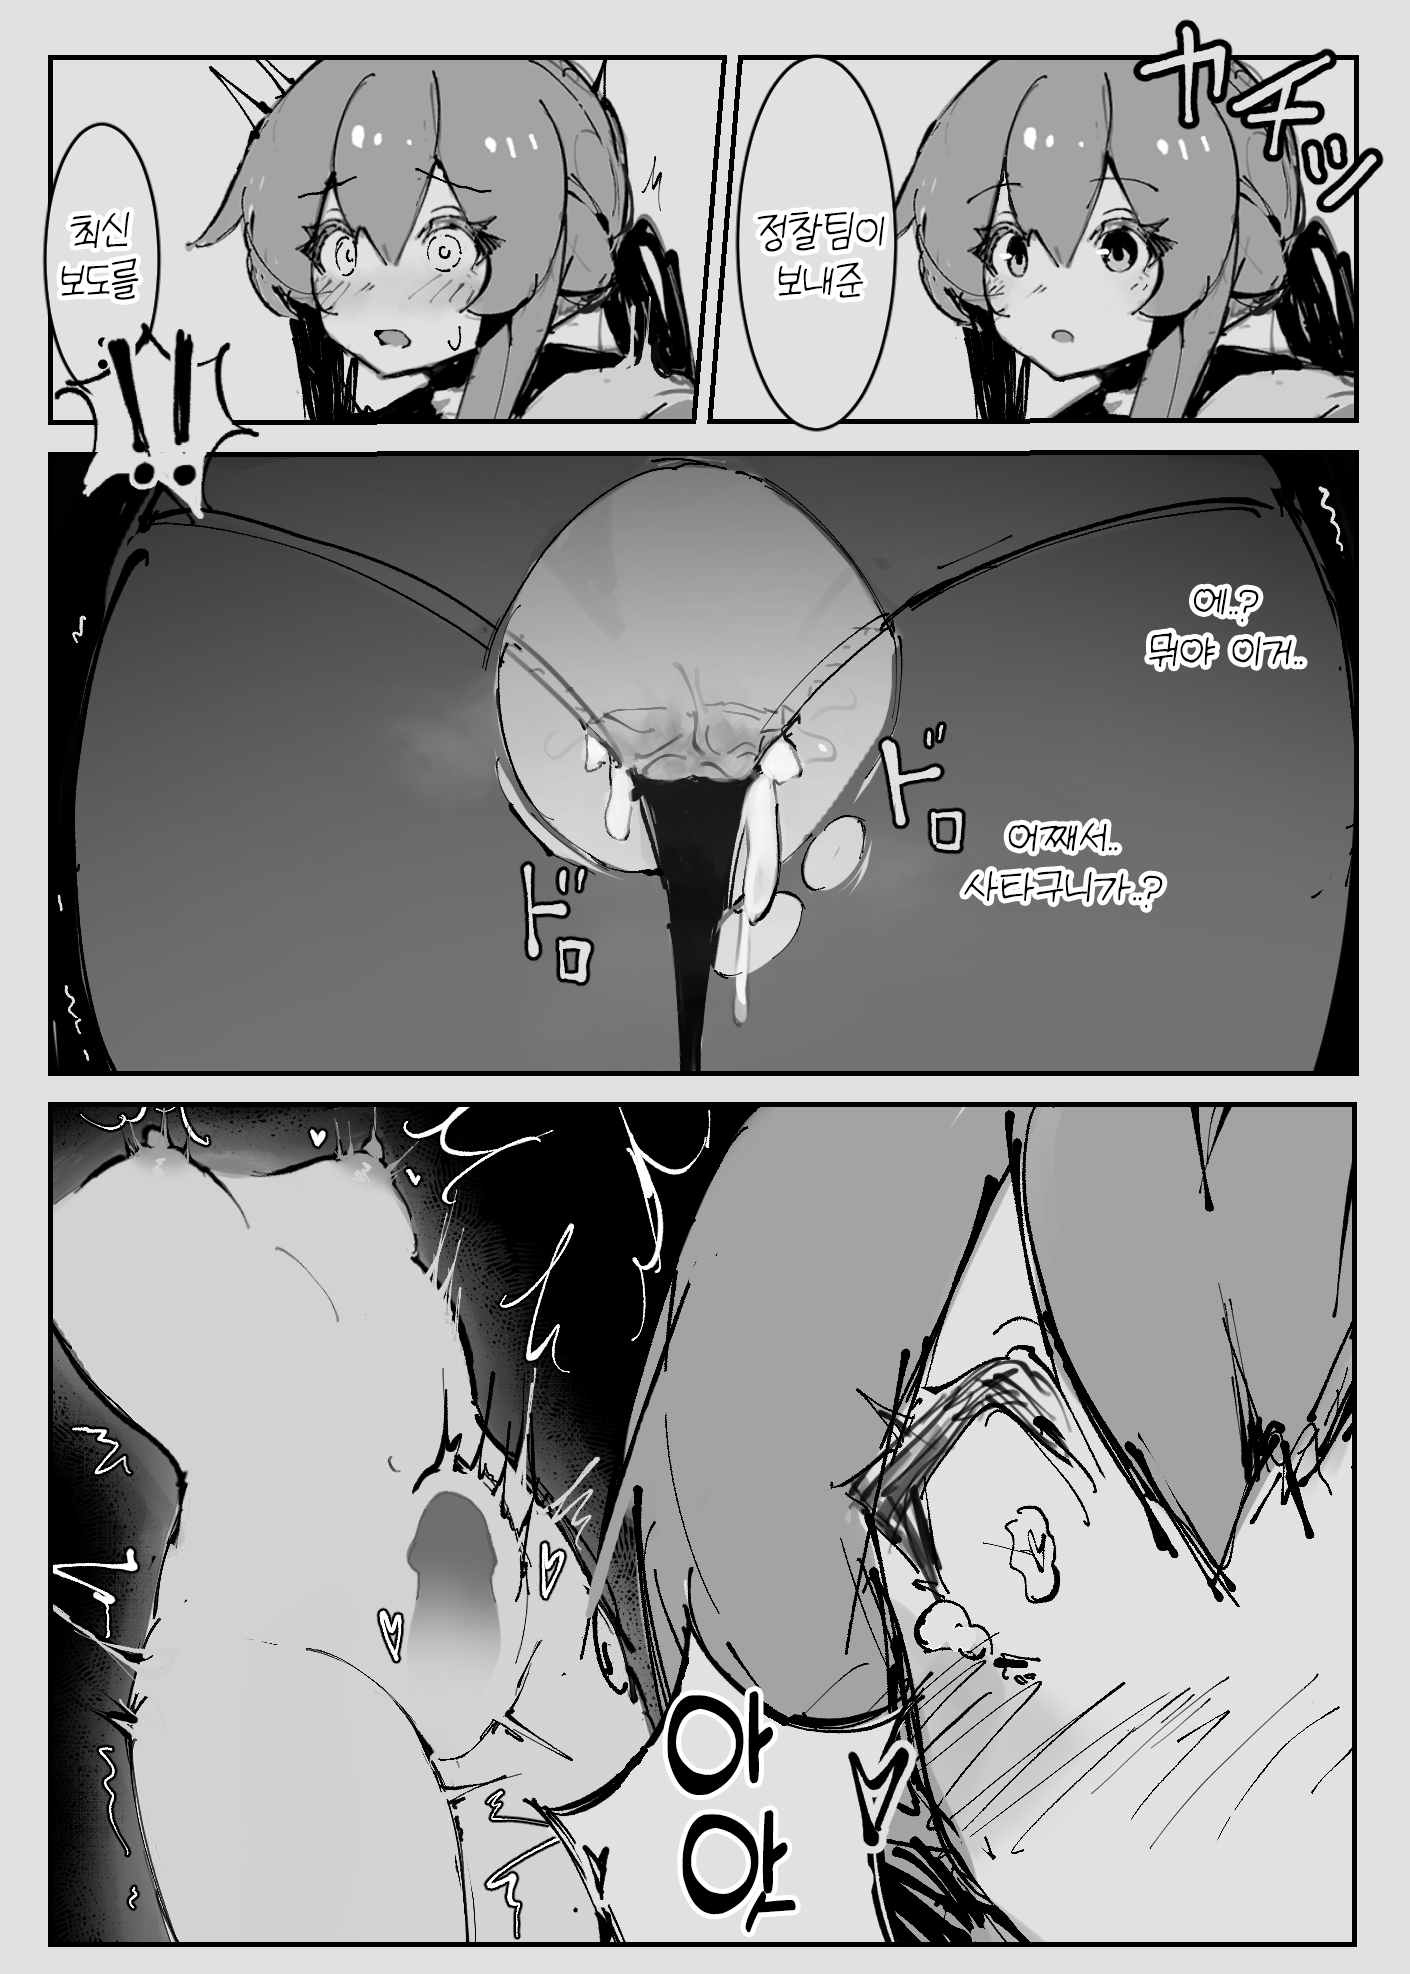 カチッ
정찰팀이
보내준
최신
보도를
!!
에..?
뭐야 이거..
ドロ
어째서..
사타구니가..?
ドロ
아
앗